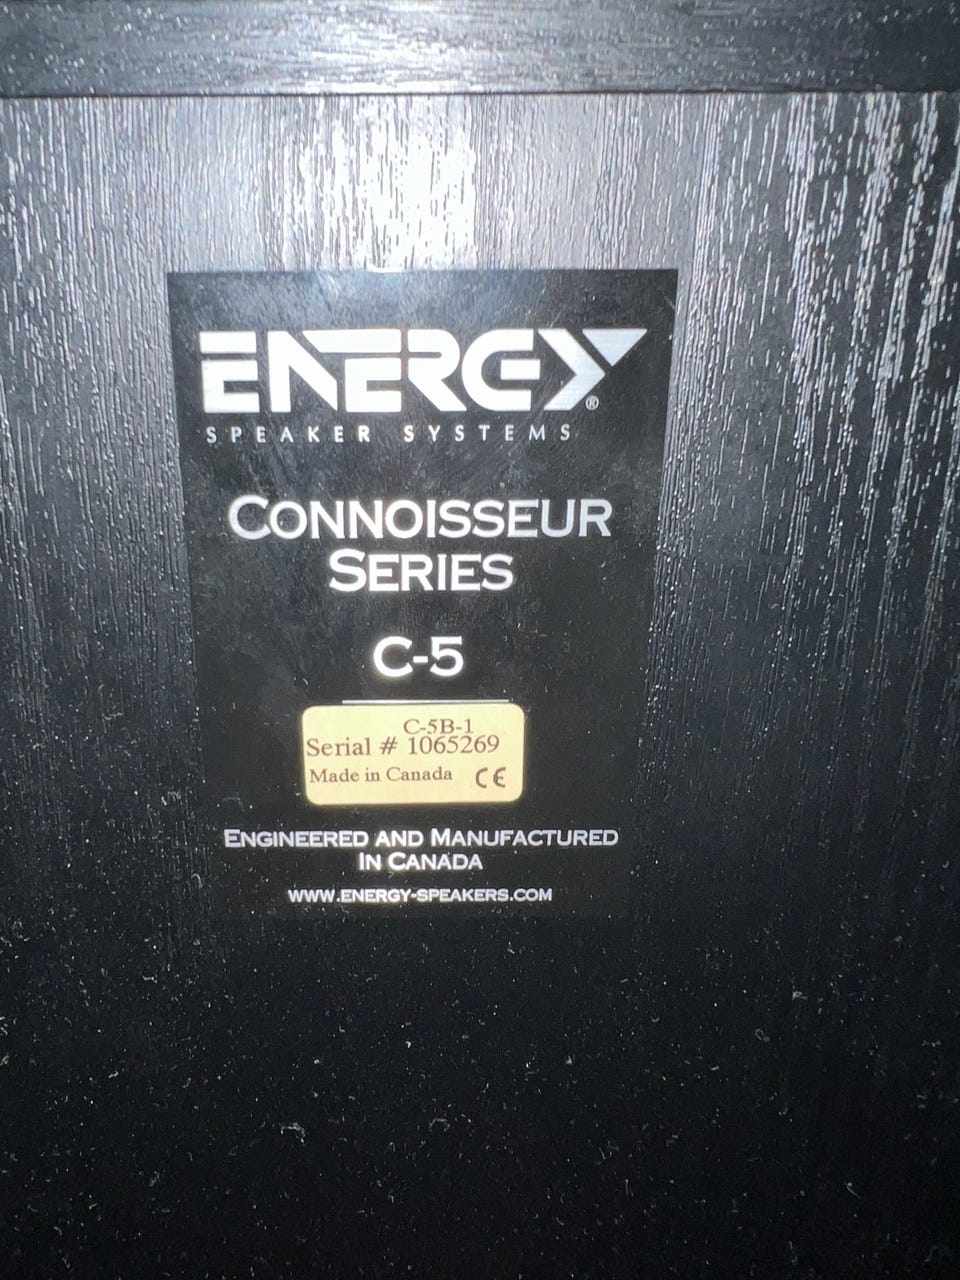 ENERGY®
SPEAKER SYSTEMS
CONNOISSEUR
SERIES
C-5
C-5B-1
Serial # 1065269
Made in Canada CE
ENGINEERED AND MANUFACTURED
IN CANADA
WWW.ENERGY-SPEAKERS.COM